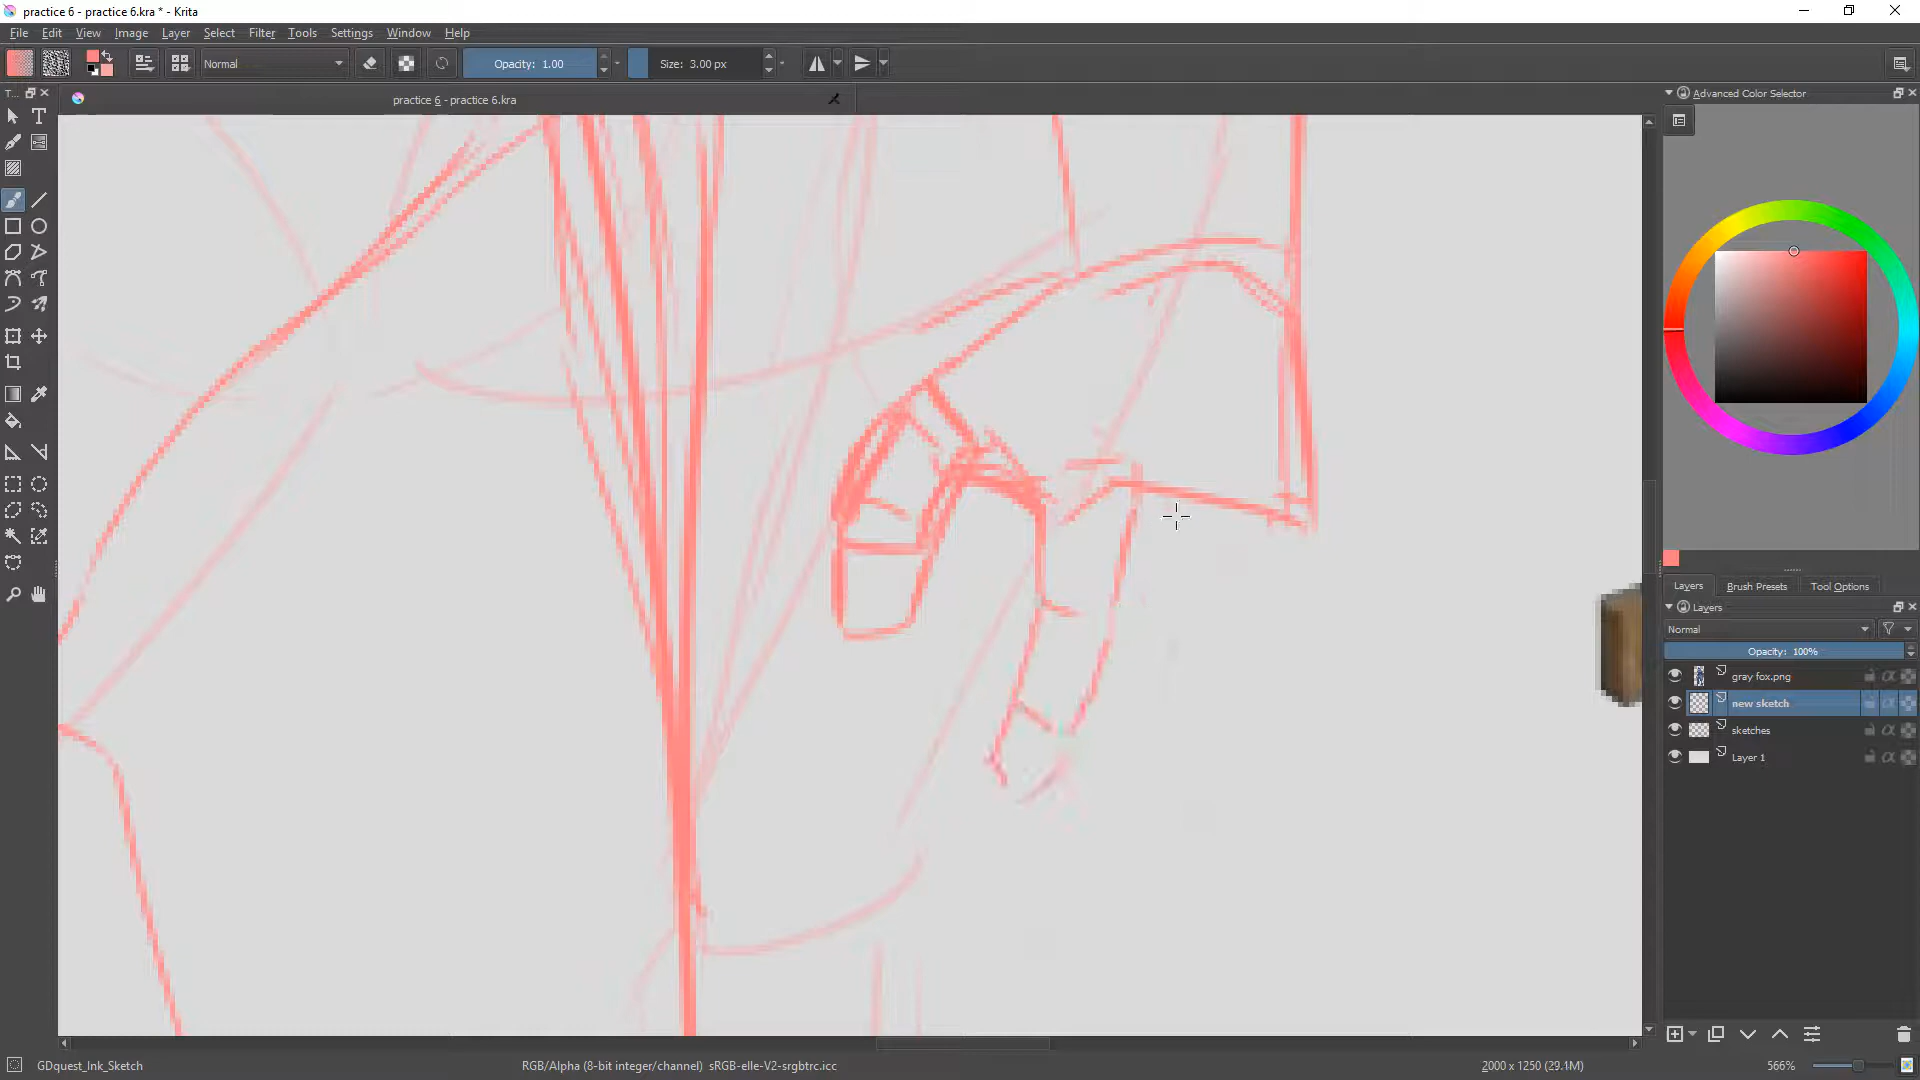 practice 6 - practice 6.kra * - Krita
File Edit View Image Layer Select Filter Tools Settings Window Help
Normal Opacity: 1.00 Size: 3.00 px
T...
practice 6 - practice 6.kra
Advanced Color Selector
Layers Brush Presets Tool Options
Layers
Normal
Opacity: 100%
gray fox.png
new sketch
sketches
Layer 1
GDquest_Ink_Sketch RGB/Alpha (8-bit integer/channel) sRGB-elle-V2-srgbtrc.icc 2000 x 1250 (29.1M) 566%